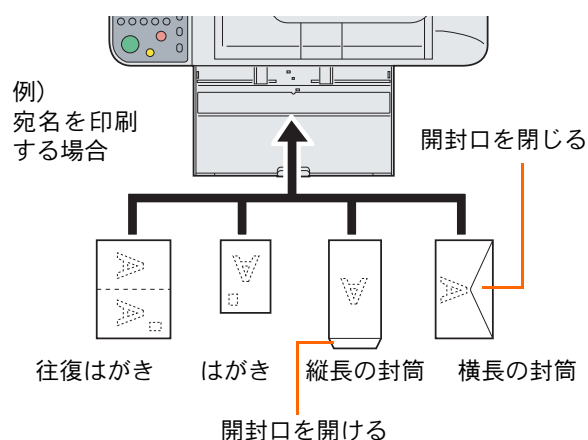 例）
宛名を印刷
する場合
開封口を閉じる
A
A
A
A
A
往復はがき
はがき
縦長の封筒
横長の封筒
開封口を開ける